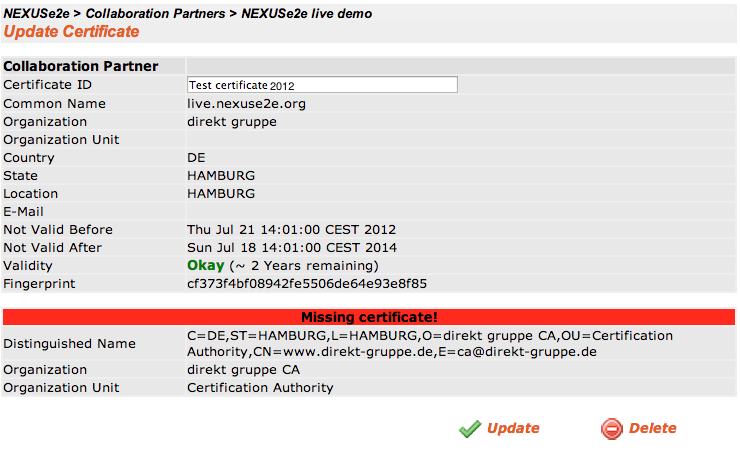 NEXUSe2e > Collaboration Partners > NEXUSe2e live demo
Update Certificate
Collaboration Partner
Certificate ID Test certificate 2012
Common Name live.nexuse2e.org
Organization direkt gruppe
Organization Unit
Country DE
State HAMBURG
Location HAMBURG
E-Mail
Not Valid Before Thu Jul 21 14:01:00 CEST 2012
Not Valid After Sun Jul 18 14:01:00 CEST 2014
Validity Okay (~ 2 Years remaining)
Fingerprint cf373f4bf08942fe5506de64e93e8f85
Missing certificate!
Distinguished Name C=DE,ST=HAMBURG,L=HAMBURG,O=direkt gruppe CA,OU=Certification
Authority,CN=www.direkt-gruppe.de,E=ca@direkt-gruppe.de
Organization direkt gruppe CA
Organization Unit Certification Authority
Update Delete